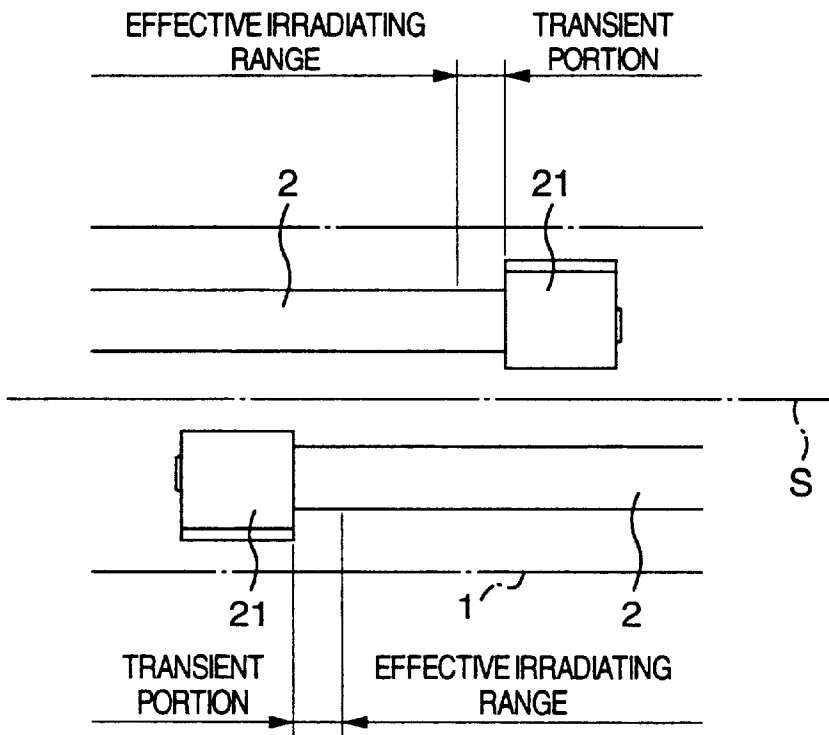 EFFECTIVE IRRADIATING
RANGE
TRANSIENT
PORTION
2
21
S
21
1
2
TRANSIENT
PORTION
EFFECTIVE IRRADIATING
RANGE